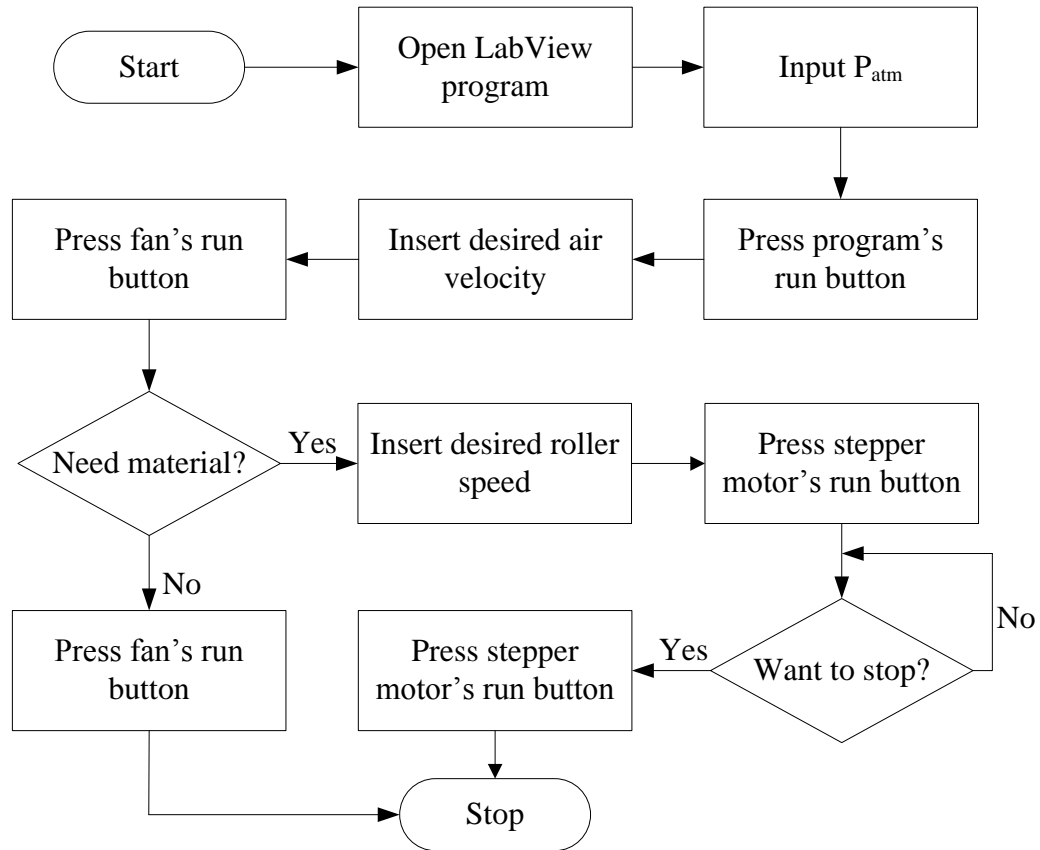 Start
Open LabView
program
Input Patm
Press fan’s run
button
Insert desired air
velocity
Press program’s
run button
Need material?
Yes
Insert desired roller
speed
Press stepper
motor’s run button
No
Press fan’s run
button
Press stepper
motor’s run button
Yes
Want to stop?
No
Stop